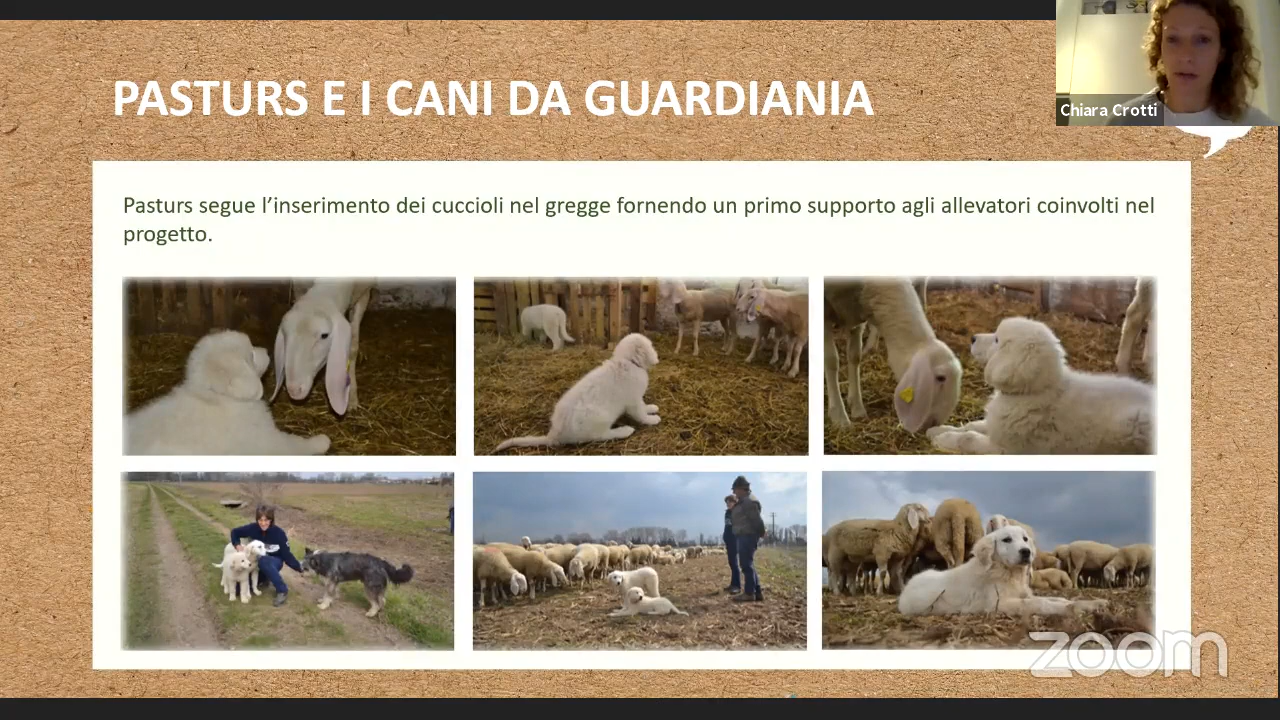 PASTURS E I CANI DA GUARDIANIA
Chiara Crotti
Pasturs segue l’inserimento dei cuccioli nel gregge fornendo un primo supporto agli allevatori coinvolti nel
progetto.
zoom